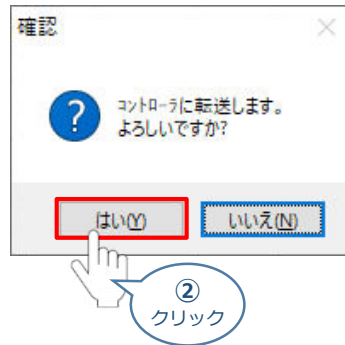 確認
コントローラに転送します。
よろしいですか?
はい(Y)
いいえ(N)
②
クリック